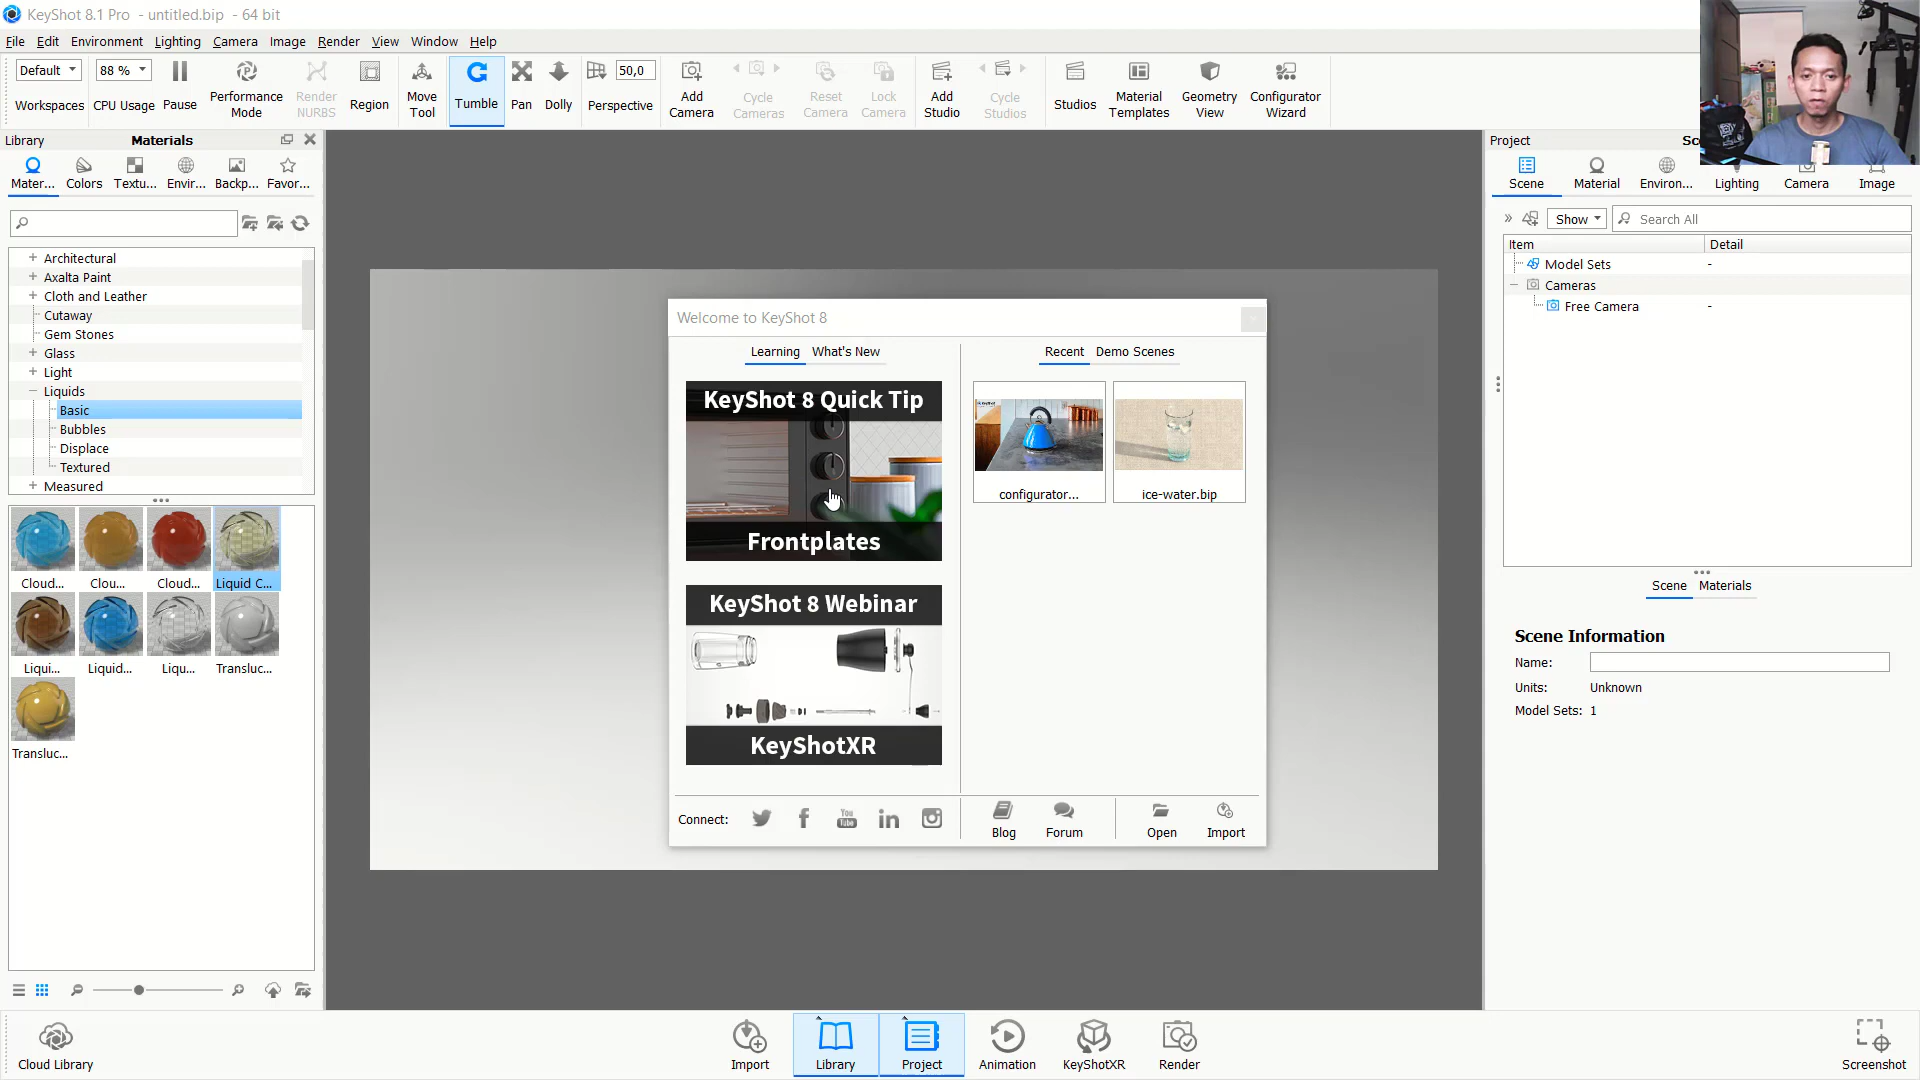 KeyShot 8.1 Pro - untitled.bip - 64 bit
File Edit Environment Lighting Camera Image Render View Window Help
Default 88 % 50,0
Workspaces CPU Usage Pause Performance Mode Render NURBS Region Move Tool Tumble Pan Dolly Perspective Add Camera Cycle Cameras Reset Camera Lock Camera Add Studio Cycle Studios Studios Material Templates Geometry View Configurator Wizard
Library Materials
Mater... Colors Textu... Envir... Backp... Favor...
Architectural
Axalta Paint
Cloth and Leather
Cutaway
Gem Stones
Glass
Light
Liquids
Basic
Bubbles
Displace
Textured
Measured
Cloud... Clou... Cloud... Liquid C...
Liqui... Liquid... Liqu... Transluc...
Transluc...
Welcome to KeyShot 8
Learning What's New
KeyShot 8 Quick Tip
Frontplates
KeyShot 8 Webinar
KeyShotXR
Recent Demo Scenes
configurator... ice-water.bip
Connect: Blog Forum Open Import
Project
Scene Material Environ... Lighting Camera Image
Show Search All
Item Detail
Model Sets -
Cameras
Free Camera -
Scene Materials
Scene Information
Name:
Units: Unknown
Model Sets: 1
Cloud Library Import Library Project Animation KeyShotXR Render Screenshot